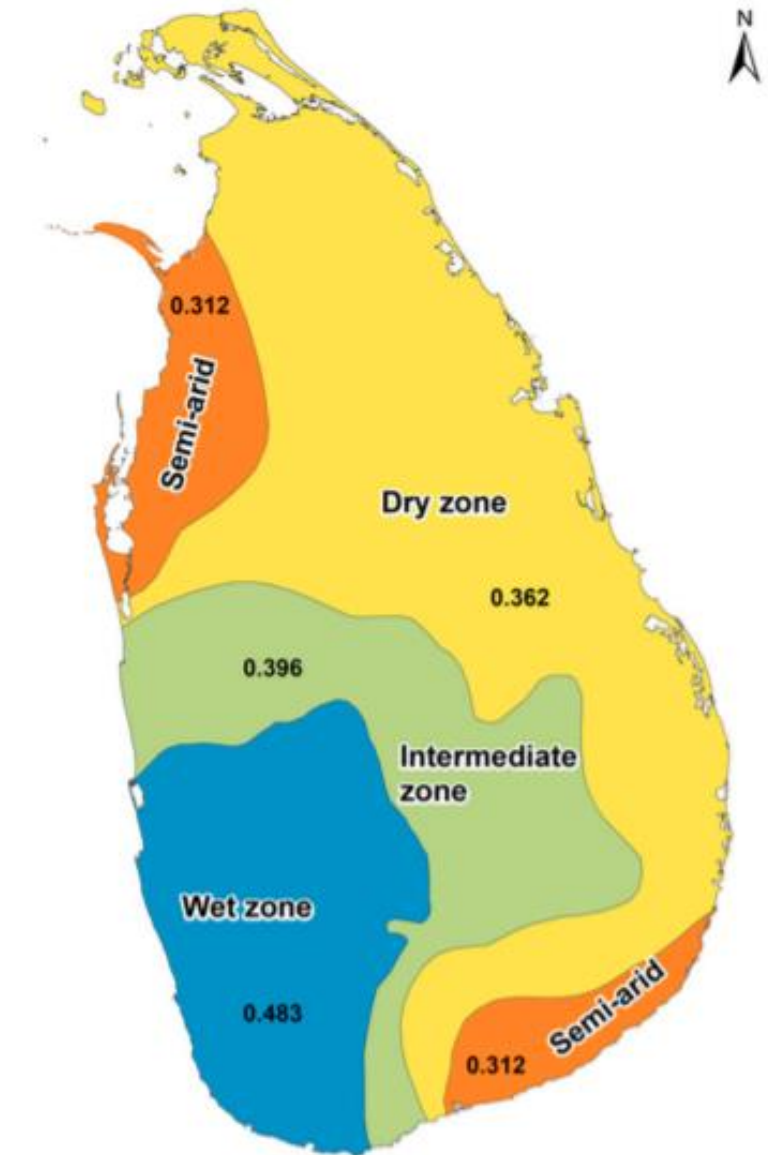 N
0.312
Semi-arid
Dry zone
0.362
0.396
Intermediate
zone
Wet zone
0.483
Semi-arid
0.312